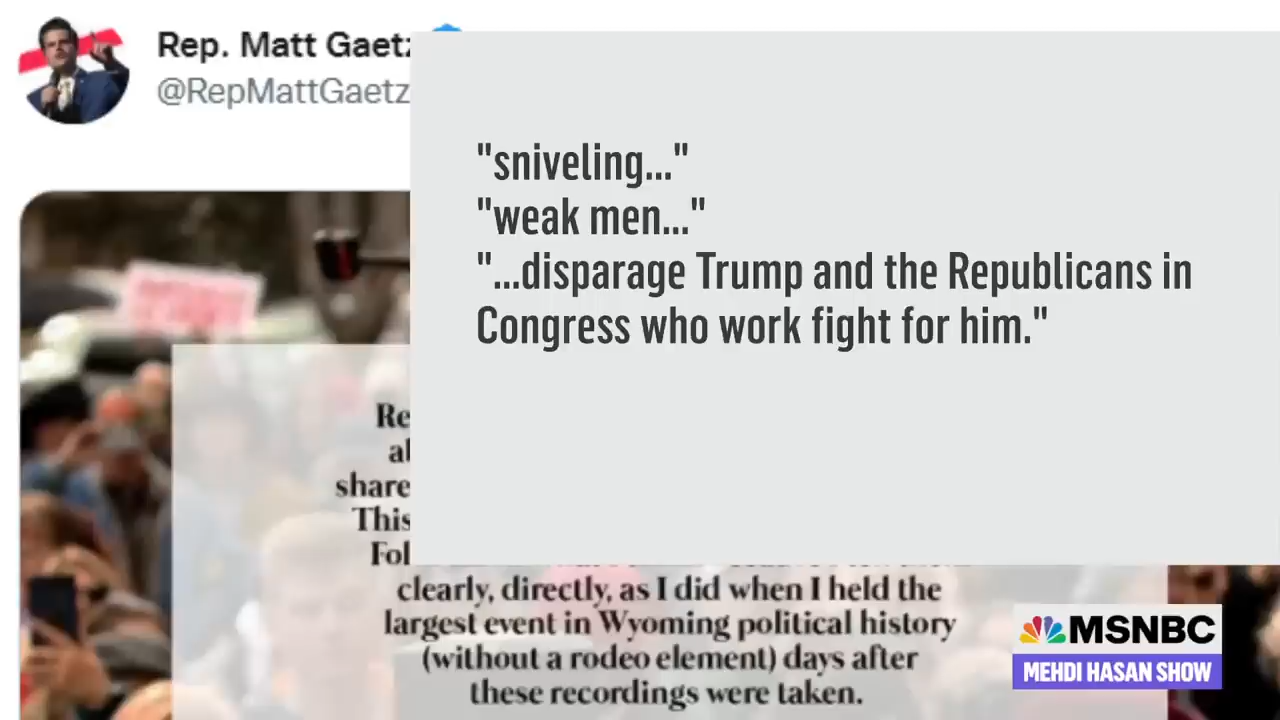 Rep. Matt Gaetz
@RepMattGaetz
"sniveling..."
"weak men..."
"...disparage Trump and the Republicans in
Congress who work fight for him."
Re
al
share
This
Fol
clearly, directly, as I did when I held the
largest event in Wyoming political history
(without a rodeo element) days after
these recordings were taken.
MSNBC
MEHDI HASAN SHOW